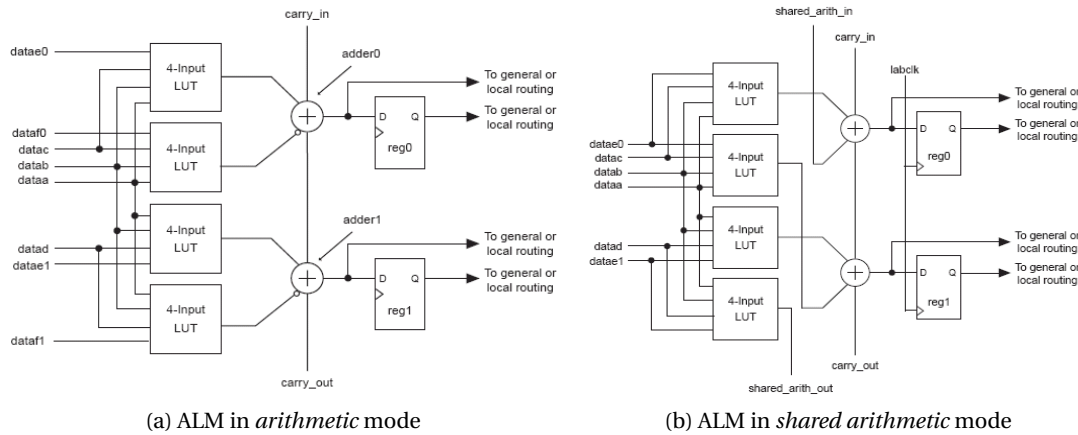 carry_in
datae0
4-Input
LUT
adder0
To general or
local routing
D Q
reg0
To general or
local routing
dataf0
datac
datab
dataa
4-Input
LUT
4-Input
LUT
adder1
To general or
local routing
datad
datae1
D Q
reg1
To general or
local routing
4-Input
LUT
dataf1
carry_out
(a) ALM in arithmetic mode
shared_arith_in
carry_in
labclk
4-Input
LUT
To general or
local routing
D Q
reg0
To general or
local routing
datae0
datac
datab
dataa
4-Input
LUT
4-Input
LUT
To general or
local routing
datad
datae1
D Q
reg1
To general or
local routing
4-Input
LUT
carry_out
shared_arith_out
(b) ALM in shared arithmetic mode